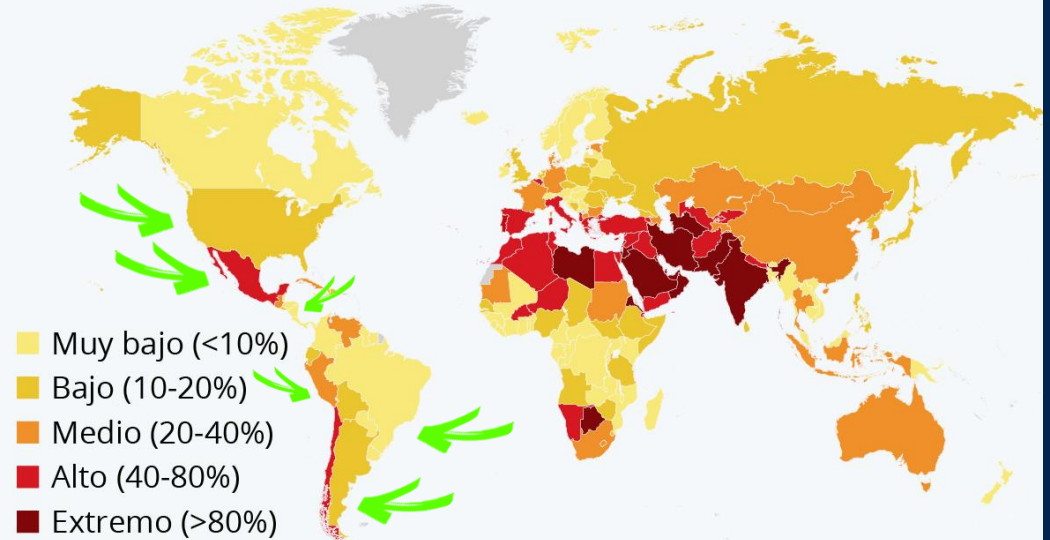 Muy bajo (<10%)
Bajo (10-20%)
Medio (20-40%)
Alto (40-80%)
Extremo (>80%)